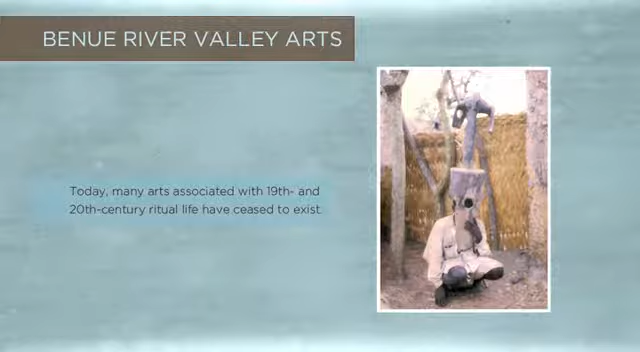 BENUE RIVER VALLEY ARTS
Today, many arts associated with 19th- and
20th-century ritual life have ceased to exist.